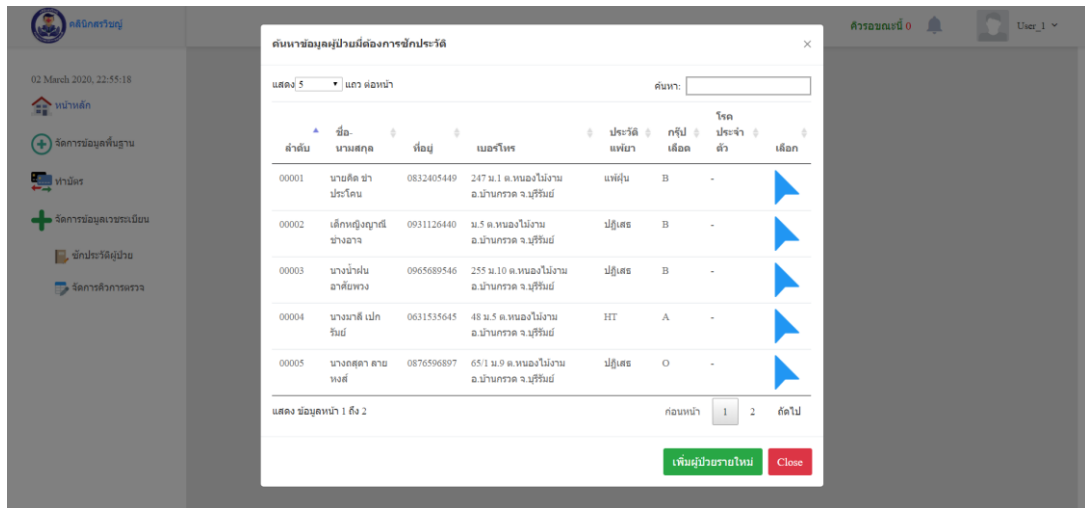 คลินิกสรวิชญ์
คิวรอขณะนี้ 0
User_1
02 March 2020, 22:55:18
หน้าหลัก
จัดการข้อมูลพื้นฐาน
ทำบัตร
จัดการข้อมูลเวชระเบียน
ซักประวัติผู้ป่วย
จัดการคิวการตรวจ
ค้นหาข้อมูลผู้ป่วยที่ต้องการซักประวัติ ×
แสดง 5 แถว ต่อหน้า ค้นหา:
ลำดับ ชื่อ-นามสกุล ที่อยู่ เบอร์โทร ประวัติแพ้ยา กรุ๊ปเลือด โรคประจำตัว เลือก
00001 นายคิด ชำ 0832405449 247 ม.1 ต.หนองไม้งาม แพ้ฝุ่น B -
ประโคน อ.บ้านกรวด จ.บุรีรัมย์
00002 เด็กหญิงญาณี 0931126440 ม.5 ต.หนองไม้งาม ปฏิเสธ B -
ช่างอาจ อ.บ้านกรวด จ.บุรีรัมย์
00003 นางน้ำฝน 0965689546 255 ม.10 ต.หนองไม้งาม ปฏิเสธ B -
อาศัยพวง อ.บ้านกรวด จ.บุรีรัมย์
00004 นางมาลี เปก 0631535645 48 ม.5 ต.หนองไม้งาม HT A -
รัมย์ อ.บ้านกรวด จ.บุรีรัมย์
00005 นางกสุดา สาย 0876596897 65/1 ม.9 ต.หนองไม้งาม ปฏิเสธ O -
หงส์ อ.บ้านกรวด จ.บุรีรัมย์
แสดง ข้อมูลหน้า 1 ถึง 2 ก่อนหน้า 1 2 ถัดไป
เพิ่มผู้ป่วยรายใหม่ Close